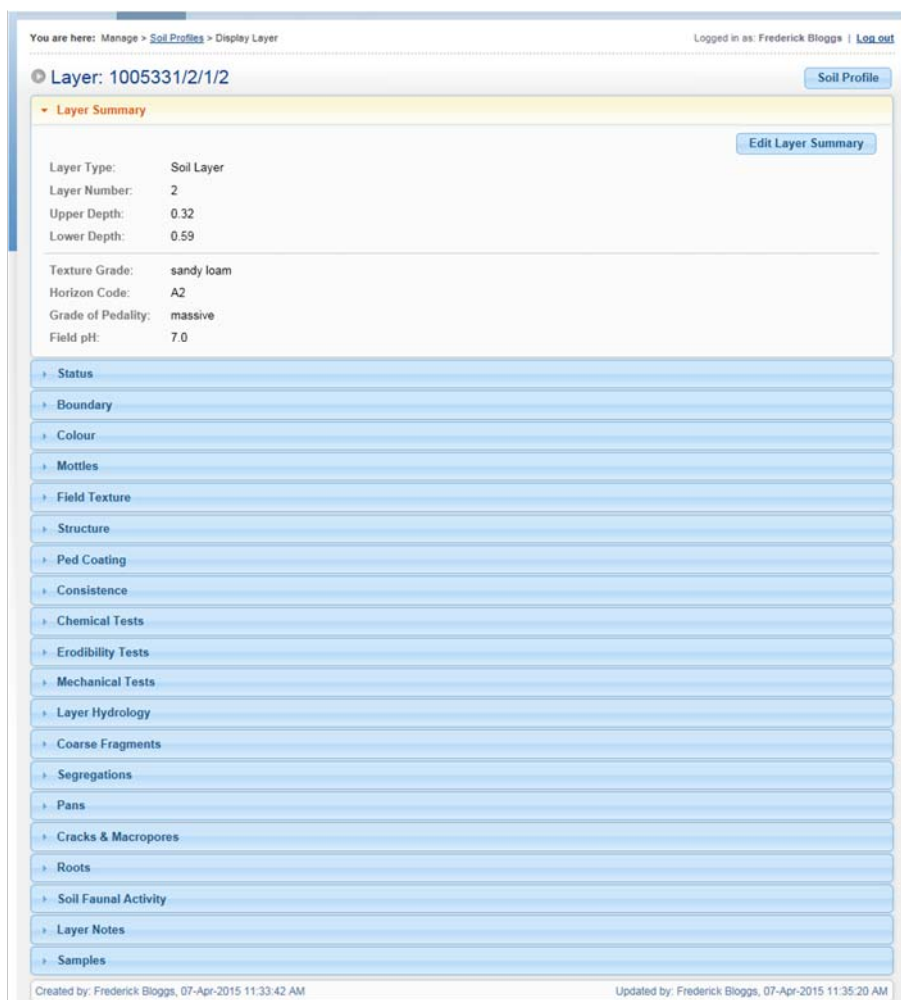 You are here: Manage > Soil Profiles > Display Layer Logged in as: Frederick Bloggs | Log out
Layer: 1005331/2/1/2 Soil Profile
Layer Summary
Edit Layer Summary
Layer Type: Soil Layer
Layer Number: 2
Upper Depth: 0.32
Lower Depth: 0.59
Texture Grade: sandy loam
Horizon Code: A2
Grade of Pedality: massive
Field pH: 7.0
Status
Boundary
Colour
Mottles
Field Texture
Structure
Ped Coating
Consistence
Chemical Tests
Erodibility Tests
Mechanical Tests
Layer Hydrology
Coarse Fragments
Segregations
Pans
Cracks & Macropores
Roots
Soil Faunal Activity
Layer Notes
Samples
Created by: Frederick Bloggs, 07-Apr-2015 11:33:42 AM Updated by: Frederick Bloggs, 07-Apr-2015 11:35:20 AM